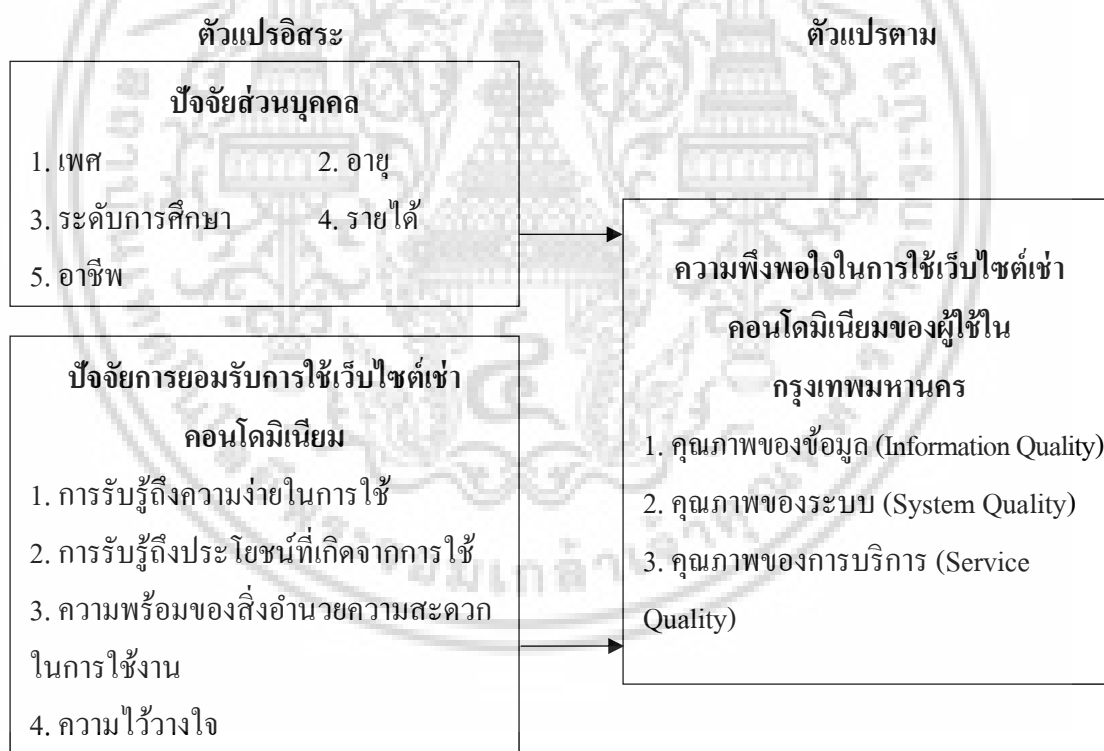 ตัวแปรอิสระ
ตัวแปรตาม
ปัจจัยส่วนบุคคล
1. เพศ 2. อายุ
3. ระดับการศึกษา 4. รายได้
5. อาชีพ
ปัจจัยการยอมรับการใช้เว็บไซต์เช่า
คอนโดมิเนียม
1. การรับรู้ถึงความง่ายในการใช้
2. การรับรู้ถึงประโยชน์ที่เกิดจากการใช้
3. ความพร้อมของสิ่งอำนวยความสะดวก
ในการใช้งาน
4. ความไว้วางใจ
ความพึงพอใจในการใช้เว็บไซต์เช่า
คอนโดมิเนียมของผู้ใช้ใน
กรุงเทพมหานคร
1. คุณภาพของข้อมูล (Information Quality)
2. คุณภาพของระบบ (System Quality)
3. คุณภาพของการบริการ (Service
Quality)